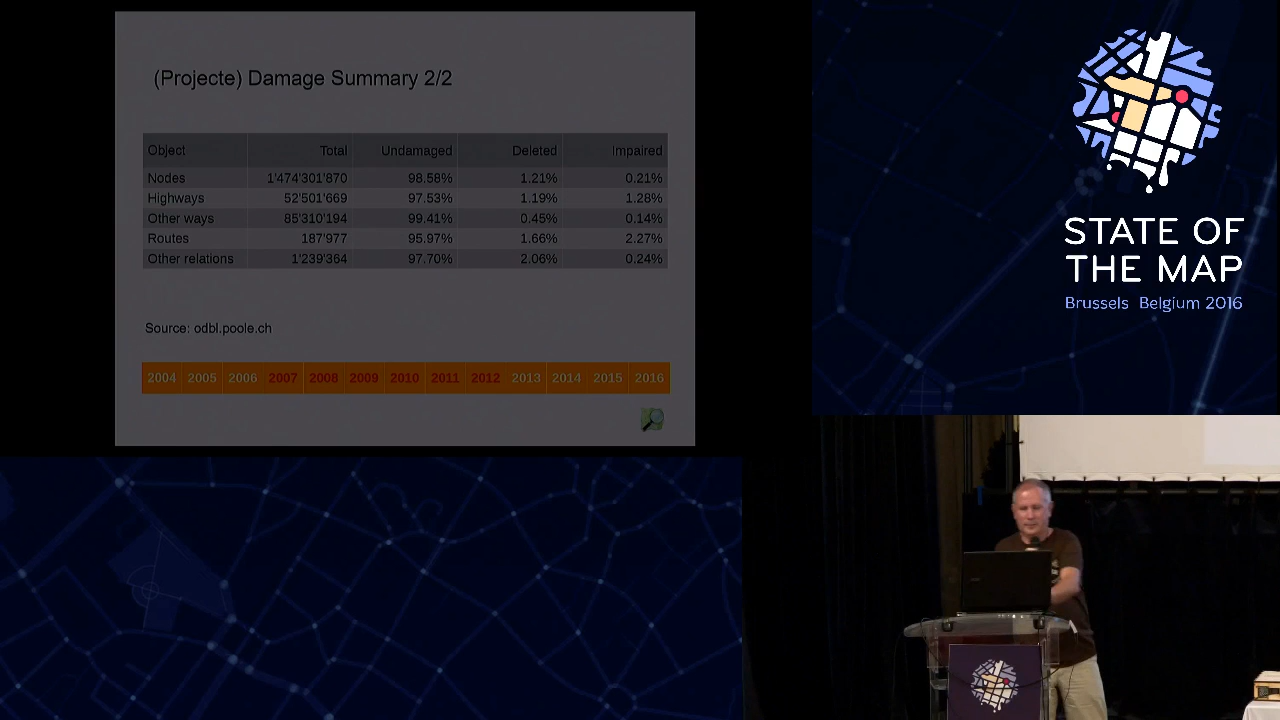 (Projecte) Damage Summary 2/2
Object Total Undamaged Deleted Impaired
Nodes 1'474'301'870 98.58% 1.21% 0.21%
Highways 52'501'669 97.53% 1.19% 1.28%
Other ways 85'310'194 99.41% 0.45% 0.14%
Routes 187'977 95.97% 1.66% 2.27%
Other relations 1'239'364 97.70% 2.06% 0.24%
Source: odbl.poole.ch
2004 2005 2006 2007 2008 2009 2010 2011 2012 2013 2014 2015 2016
STATE OF
THE MAP
Brussels Belgium 2016